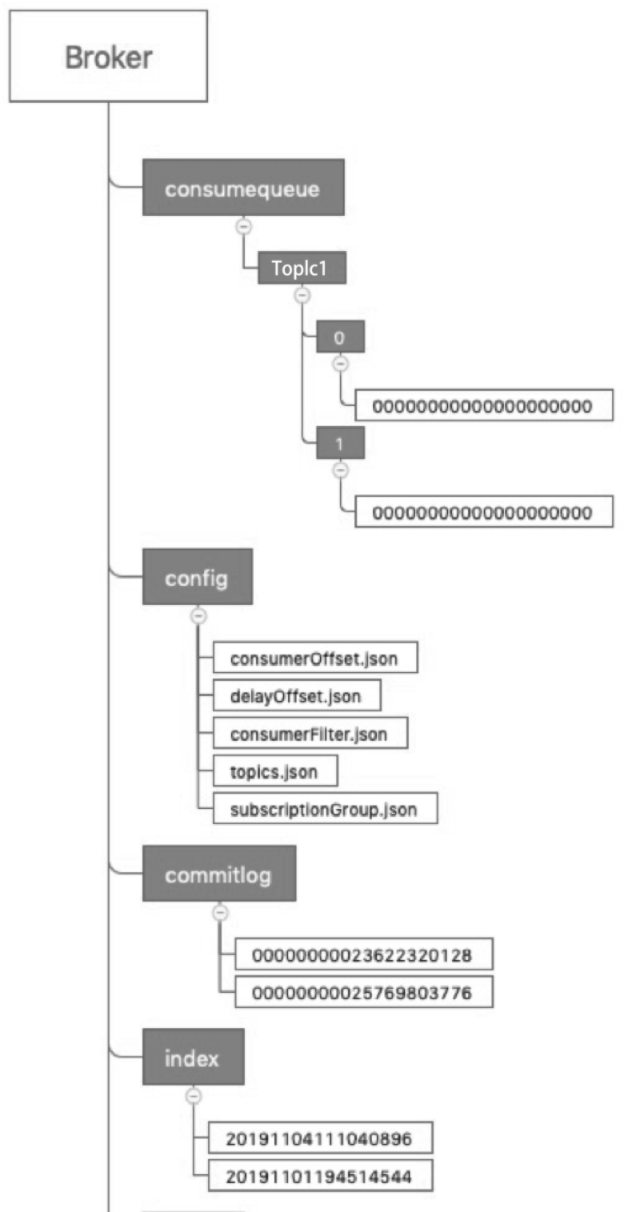 Broker
consumequeue
Toplc1
0
00000000000000000000
1
00000000000000000000
config
consumerOffset.json
delayOffset.json
consumerFilter.json
topics.json
subscriptionGroup.json
commitlog
00000000023622320128
00000000025769803776
index
20191104111040896
20191101194514544